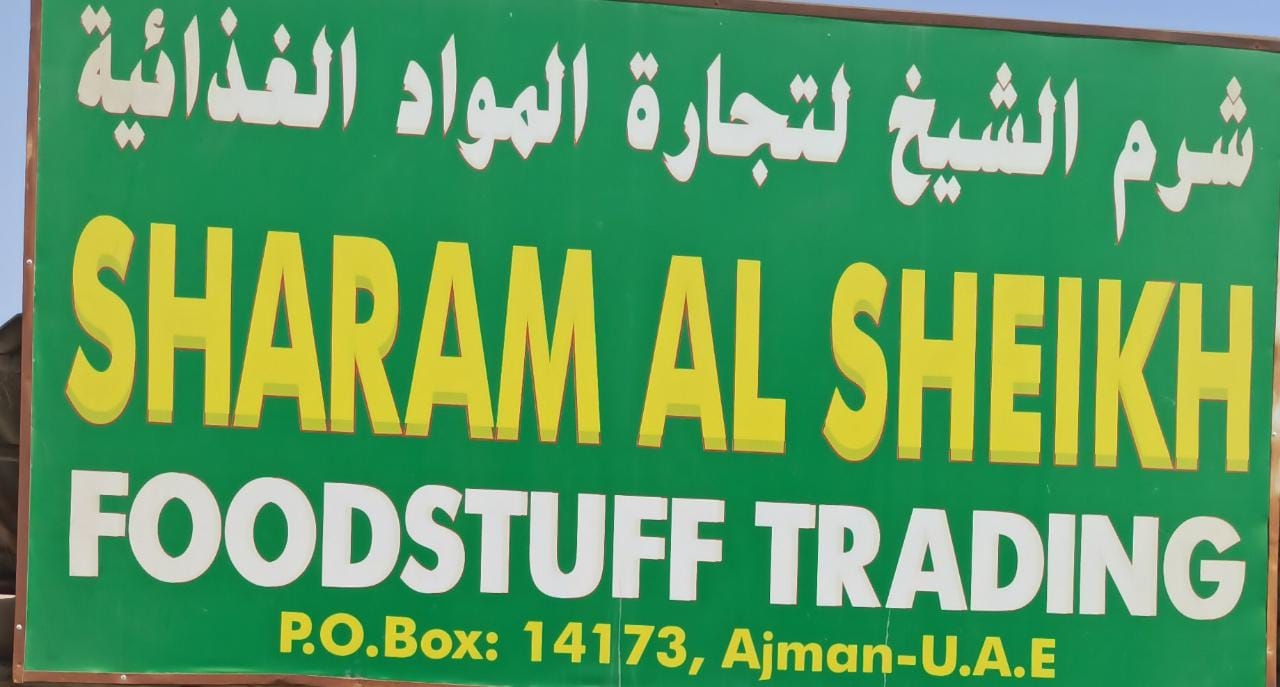 شرم الشيخ لتجارة المواد الغذائية
SHARAM AL SHEIKH
FOODSTUFF TRADING
P.O.Box: 14173, Ajman-U.A.E